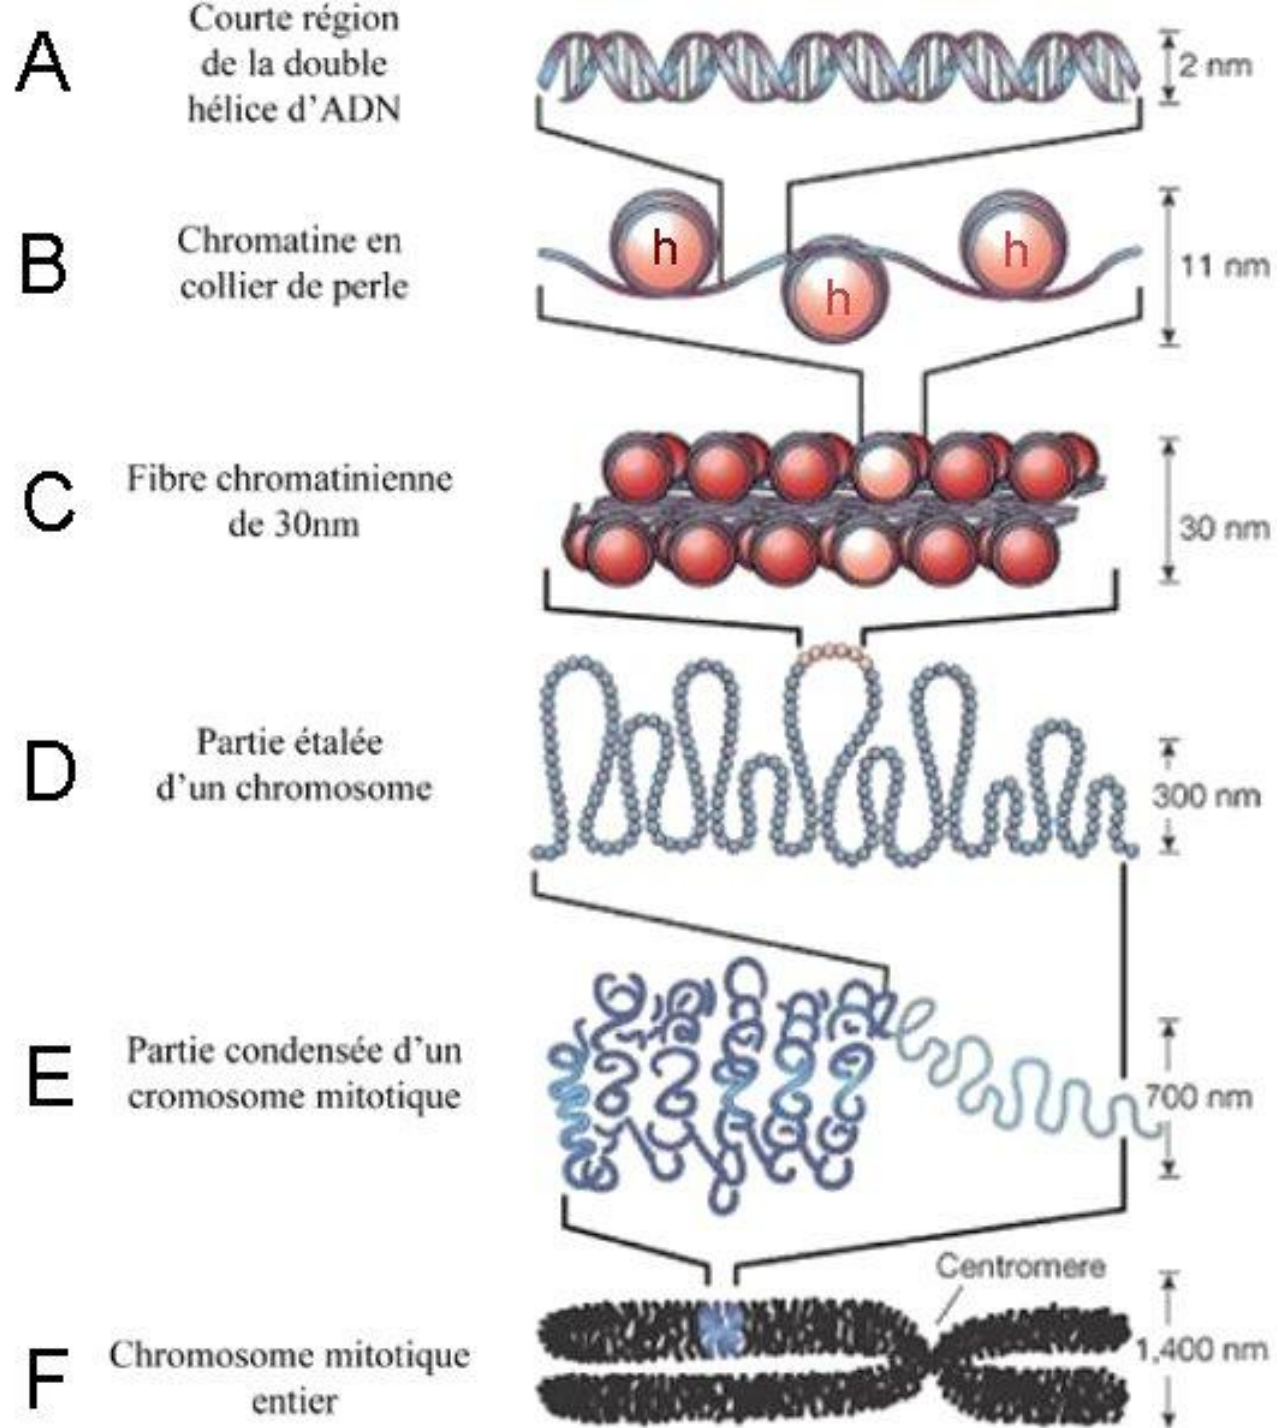 A
Courte région
de la double
hélice d'ADN
2 nm
B
Chromatine en
collier de perle
h
h
h
11 nm
C
Fibre chromatinienne
de 30nm
30 nm
D
Partie étalée
d'un chromosome
300 nm
E
Partie condensée d'un
cromosome mitotique
700 nm
F
Chromosome mitotique
entier
Centromere
1,400 nm